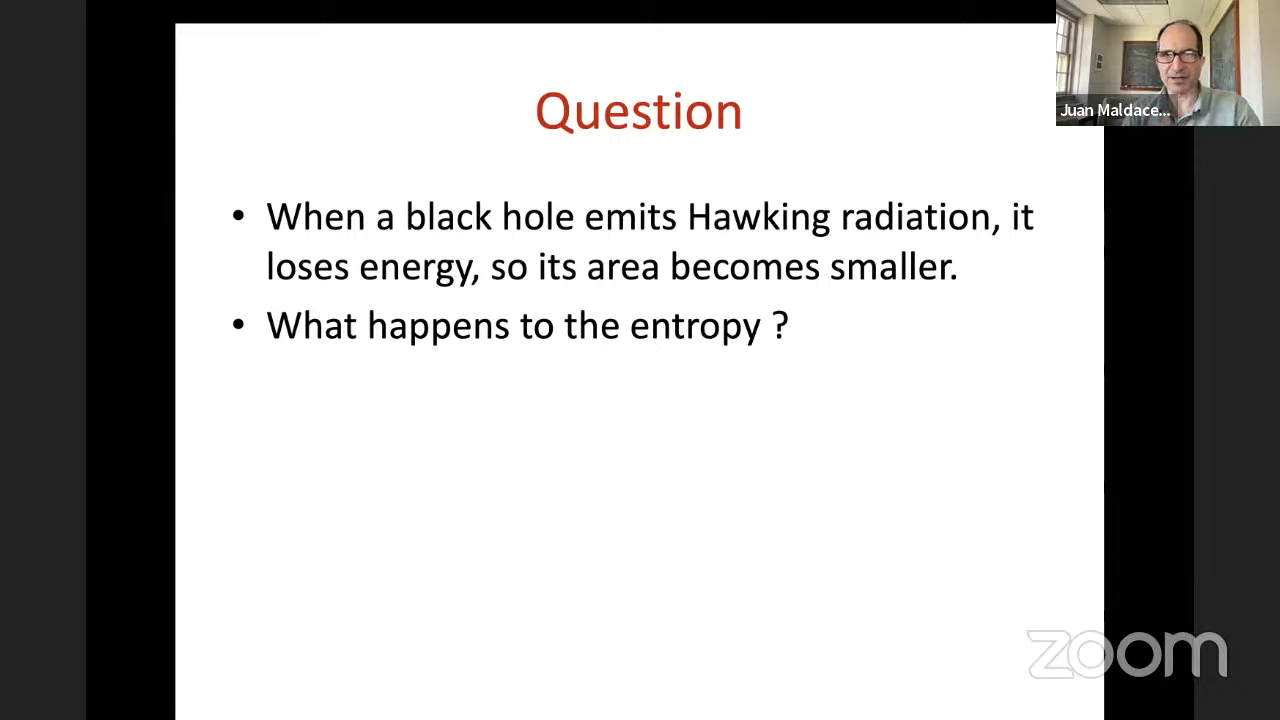 Question
• When a black hole emits Hawking radiation, it
loses energy, so its area becomes smaller.
• What happens to the entropy ?
Juan Maldace...
zoom